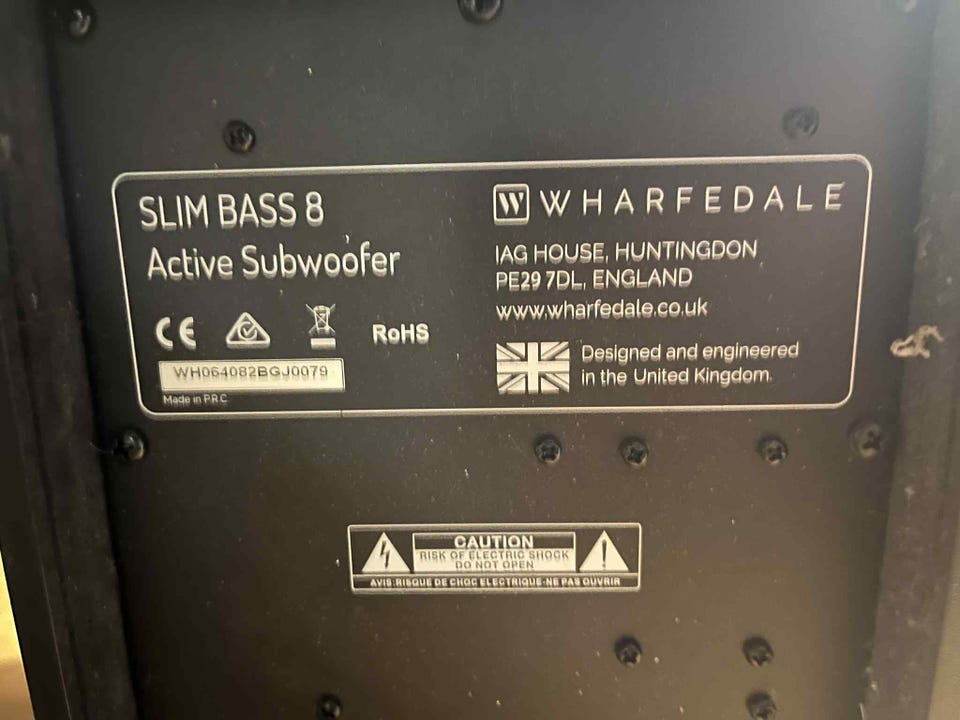 SLIM BASS 8
Active Subwoofer
CE
RoHS
WH064082BGJ0079
Made in P.R.C
W WHARFEDALE
IAG HOUSE, HUNTINGDON
PE29 7DL, ENGLAND
www.wharfedale.co.uk
Designed and engineered
in the United Kingdom.
CAUTION
RISK OF ELECTRIC SHOCK
DO NOT OPEN
AVIS:RISQUE DE CHOC ELECTRIQUE-NE PAS OUVRIR